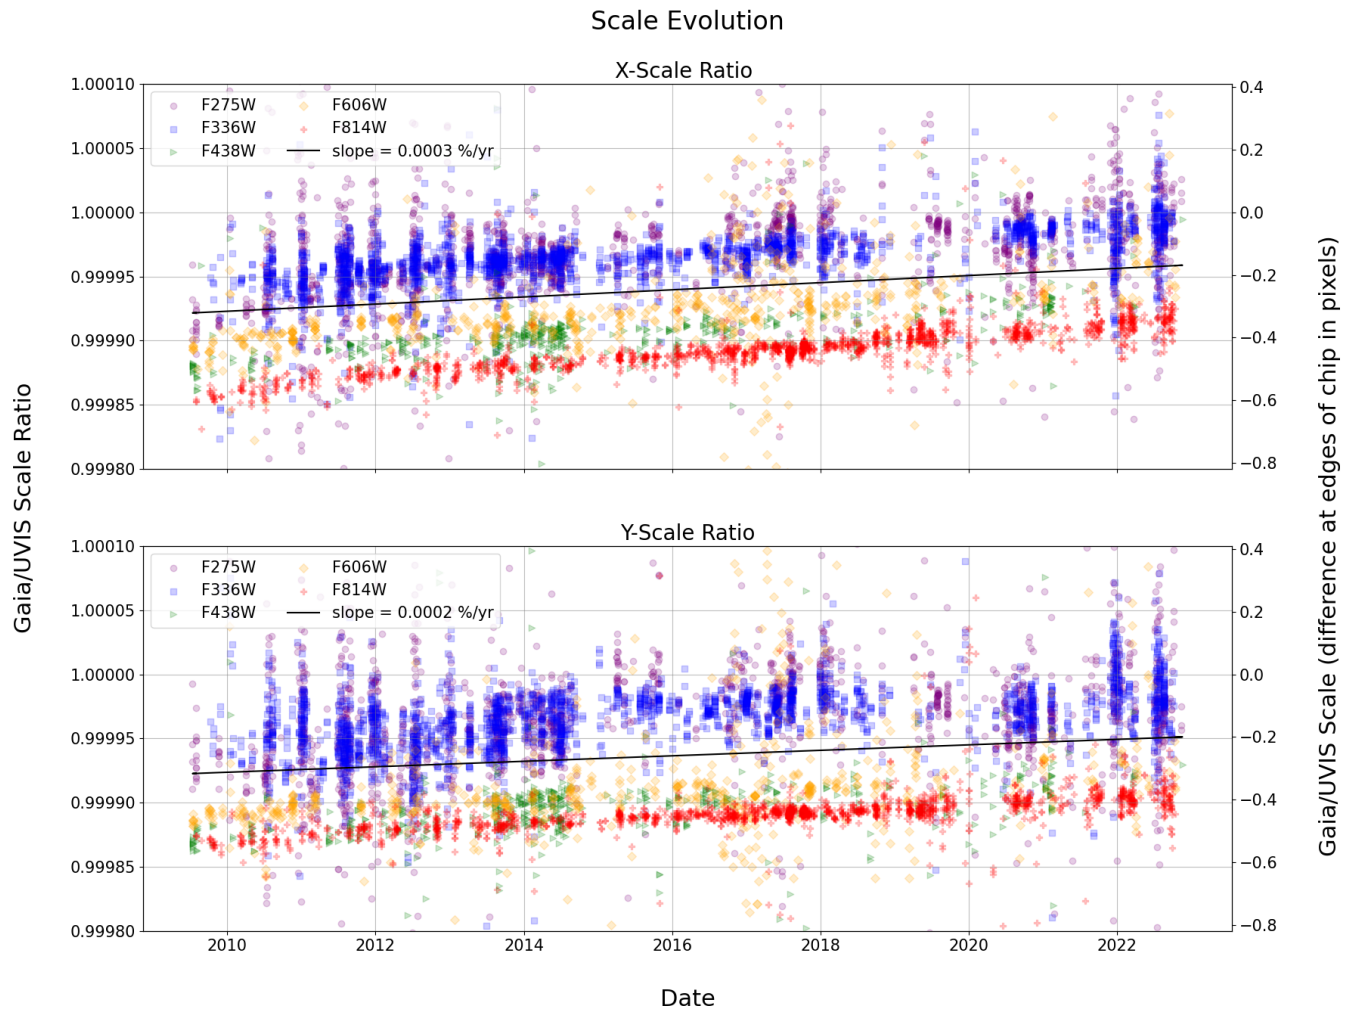 Scale Evolution
X-Scale Ratio
1.00010
1.00005
1.00000
0.99995
0.99990
0.99985
0.99980
F275W
F336W
F438W
F606W
F814W
slope = 0.0003 %/yr
0.4
0.2
0.0
−0.2
−0.4
−0.6
−0.8
Gaia/UVIS Scale Ratio
Gaia/UVIS Scale (difference at edges of chip in pixels)
Y-Scale Ratio
1.00010
1.00005
1.00000
0.99995
0.99990
0.99985
0.99980
F275W
F336W
F438W
F606W
F814W
slope = 0.0002 %/yr
0.4
0.2
0.0
−0.2
−0.4
−0.6
−0.8
2010 2012 2014 2016 2018 2020 2022
Date